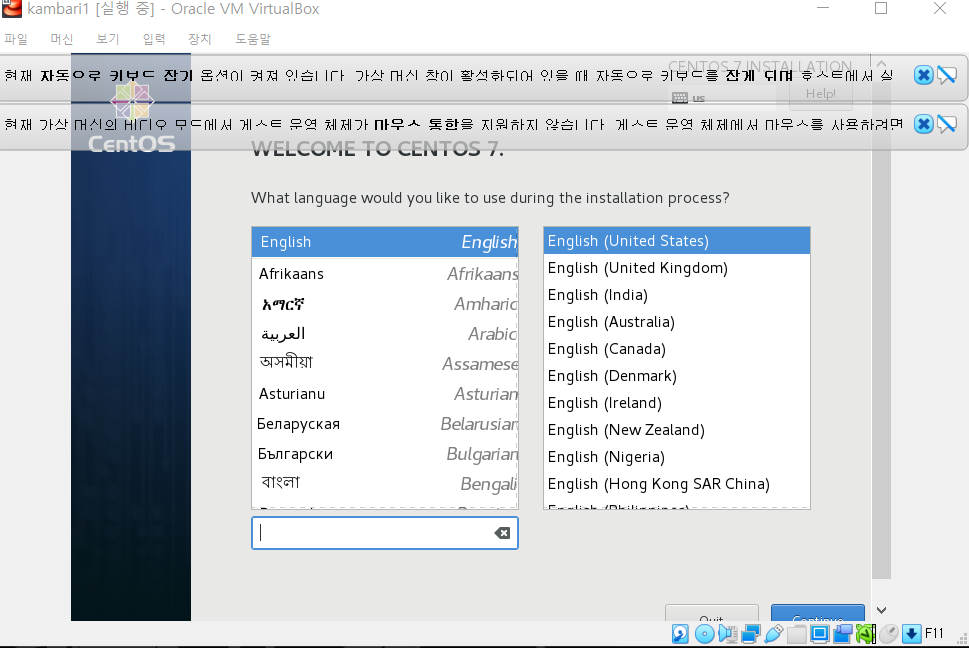 kambari1 [실행 중] - Oracle VM VirtualBox
파일 머신 보기 입력 장치 도움말
현재 자동으로 키보드 잡기 옵션이 켜져 있습니다. 가상 머신 창이 활성화되어 있을 때 자동으로 키보드를 잡게 되며 호스트에서 실
CENTOS 7 INSTALLATION
us
Help!
현재 가상 머신의 비디오 모드에서 게스트 운영 체제가 마우스 통합을 지원하지 않습니다. 게스트 운영 체제에서 마우스를 사용하려면
CentOS
WELCOME TO CENTOS 7.
What language would you like to use during the installation process?
English English
Afrikaans Afrikaans
አማርኛ Amharic
العربية Arabic
অসমীয়া Assamese
Asturianu Asturian
Беларуская Belarusian
Български Bulgarian
বাংলা Bengali
English (United States)
English (United Kingdom)
English (India)
English (Australia)
English (Canada)
English (Denmark)
English (Ireland)
English (New Zealand)
English (Nigeria)
English (Hong Kong SAR China)
English (Philippines)
Quit Continue
F11